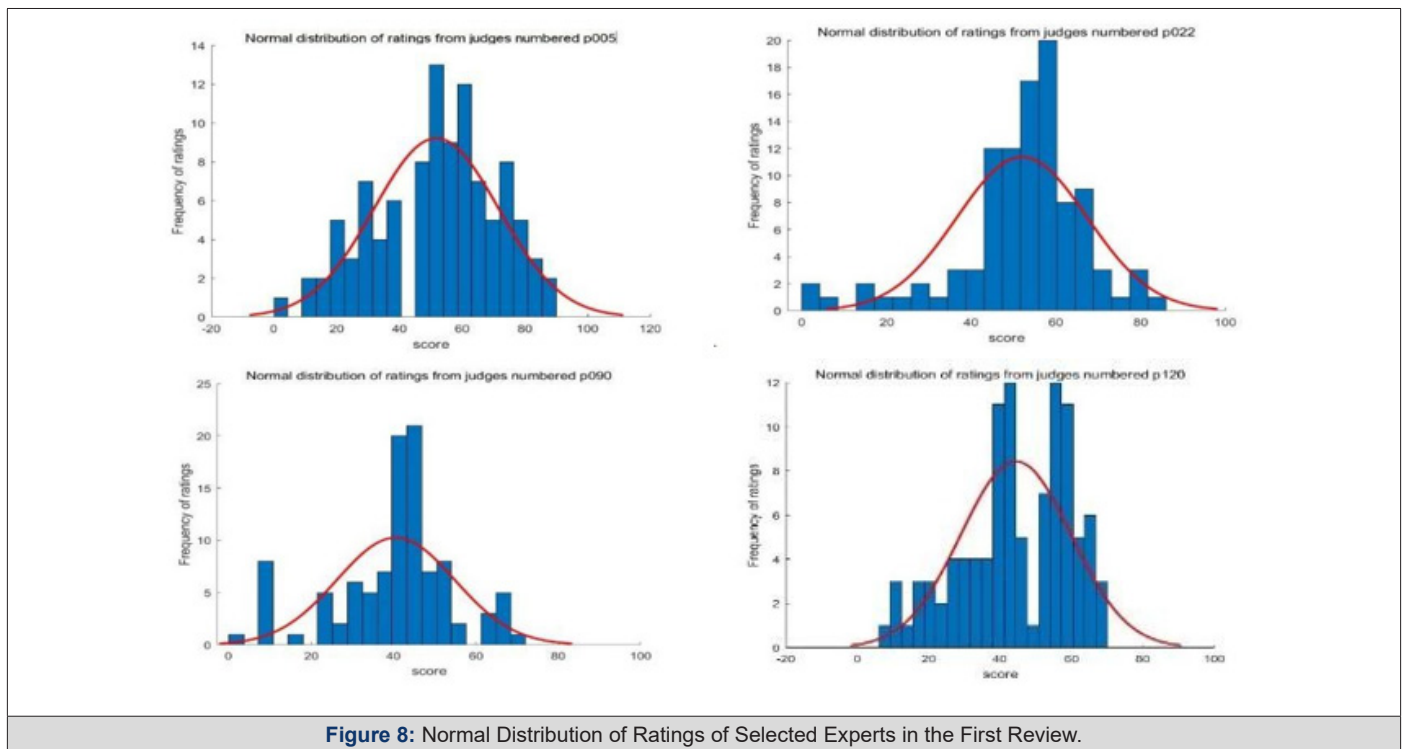 Normal distribution of ratings from judges numbered p005
14
12
10
8
6
4
2
0
Frequency of ratings
-20 0 20 40 60 80 100 120
score
Normal distribution of ratings from judges numbered p022
20
18
16
14
12
10
8
6
4
2
0
Frequency of ratings
0 20 40 60 80 100
score
Normal distribution of ratings from judges numbered p090
25
20
15
10
5
0
Frequency of ratings
0 20 40 60 80 100
score
Normal distribution of ratings from judges numbered p120
12
10
8
6
4
2
0
Frequency of ratings
-20 0 20 40 60 80 100
score
Figure 8: Normal Distribution of Ratings of Selected Experts in the First Review.